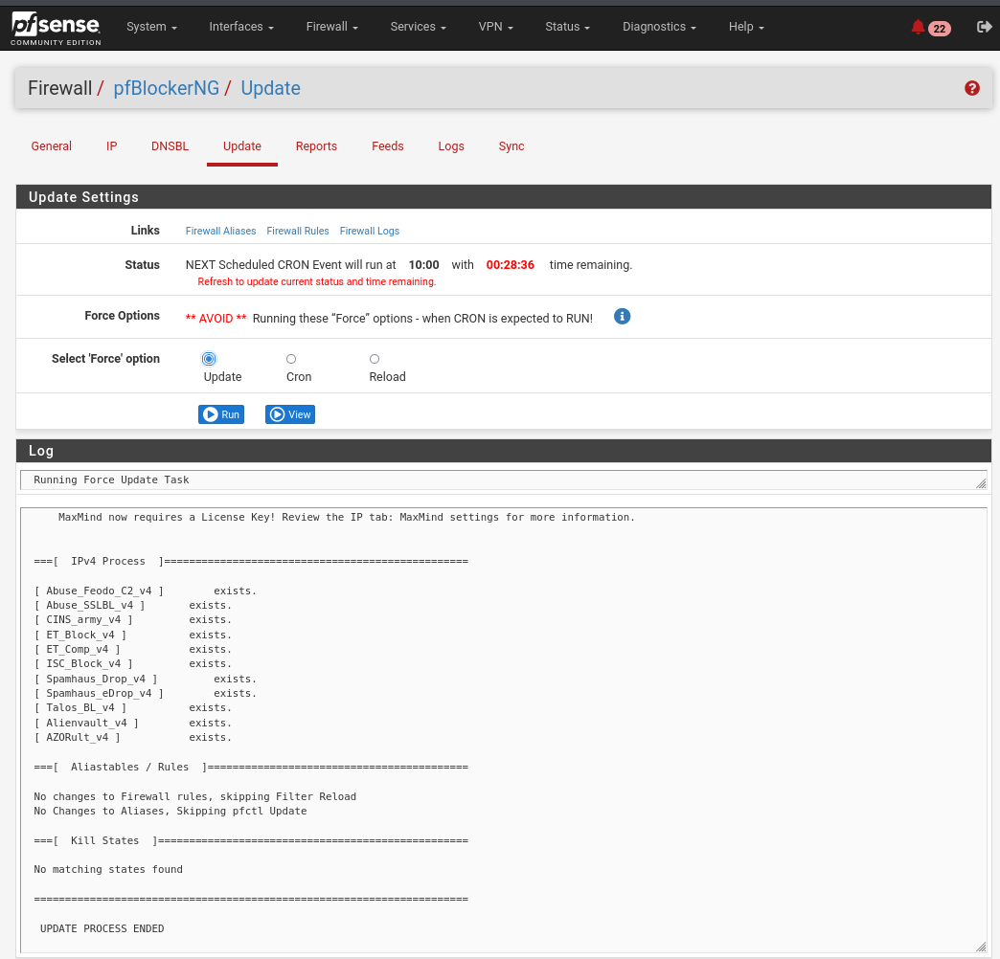 pfsense System Interfaces Firewall Services VPN Status Diagnostics Help 22
COMMUNITY EDITION
Firewall / pfBlockerNG / Update
General IP DNSBL Update Reports Feeds Logs Sync
Update Settings
Links Firewall Aliases Firewall Rules Firewall Logs
Status NEXT Scheduled CRON Event will run at 10:00 with 00:28:36 time remaining.
Refresh to update current status and time remaining.
Force Options ** AVOID ** Running these “Force” options - when CRON is expected to RUN!
Select 'Force' option
Update Cron Reload
Run View
Log
Running Force Update Task
MaxMind now requires a License Key! Review the IP tab: MaxMind settings for more information.
===[  IPv4 Process  ]=================================================
[ Abuse_Feodo_C2_v4 ] exists.
[ Abuse_SSLBL_v4 ] exists.
[ CINS_army_v4 ] exists.
[ ET_Block_v4 ] exists.
[ ET_Comp_v4 ] exists.
[ ISC_Block_v4 ] exists.
[ Spamhaus_Drop_v4 ] exists.
[ Spamhaus_eDrop_v4 ] exists.
[ Talos_BL_v4 ] exists.
[ Alienvault_v4 ] exists.
[ AZORult_v4 ] exists.
===[  Aliastables / Rules  ]==========================================
No changes to Firewall rules, skipping Filter Reload
No Changes to Aliases, Skipping pfctl Update
===[  Kill States  ]==================================================
No matching states found
======================================================================
UPDATE PROCESS ENDED